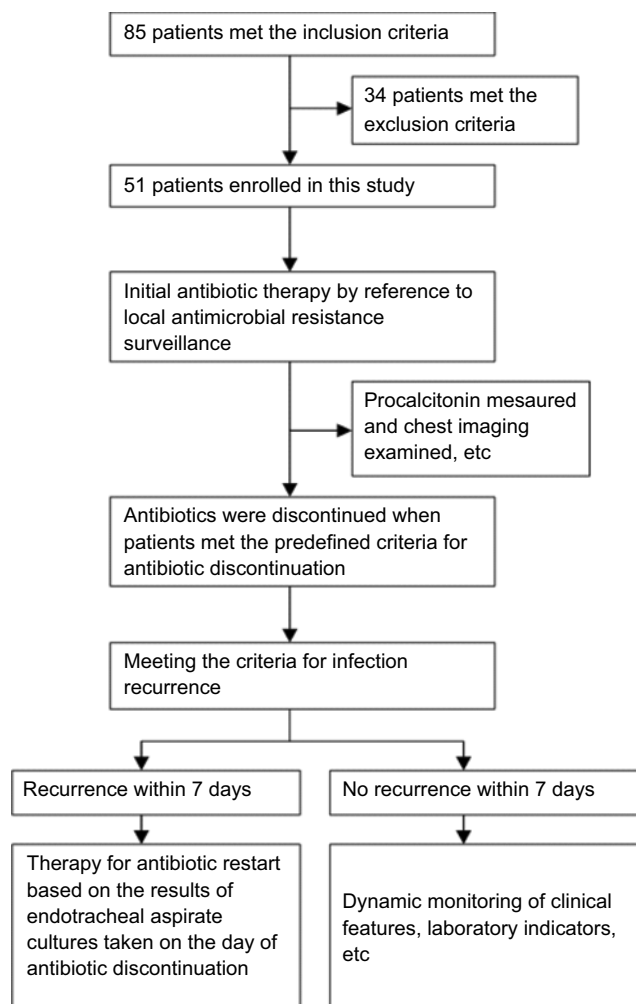 85 patients met the inclusion criteria
34 patients met the
exclusion criteria
51 patients enrolled in this study
Initial antibiotic therapy by reference to
local antimicrobial resistance
surveillance
Procalcitonin mesaured
and chest imaging
examined, etc
Antibiotics were discontinued when
patients met the predefined criteria for
antibiotic discontinuation
Meeting the criteria for infection
recurrence
Recurrence within 7 days
No recurrence within 7 days
Therapy for antibiotic restart
based on the results of
endotracheal aspirate
cultures taken on the day of
antibiotic discontinuation
Dynamic monitoring of clinical
features, laboratory indicators,
etc